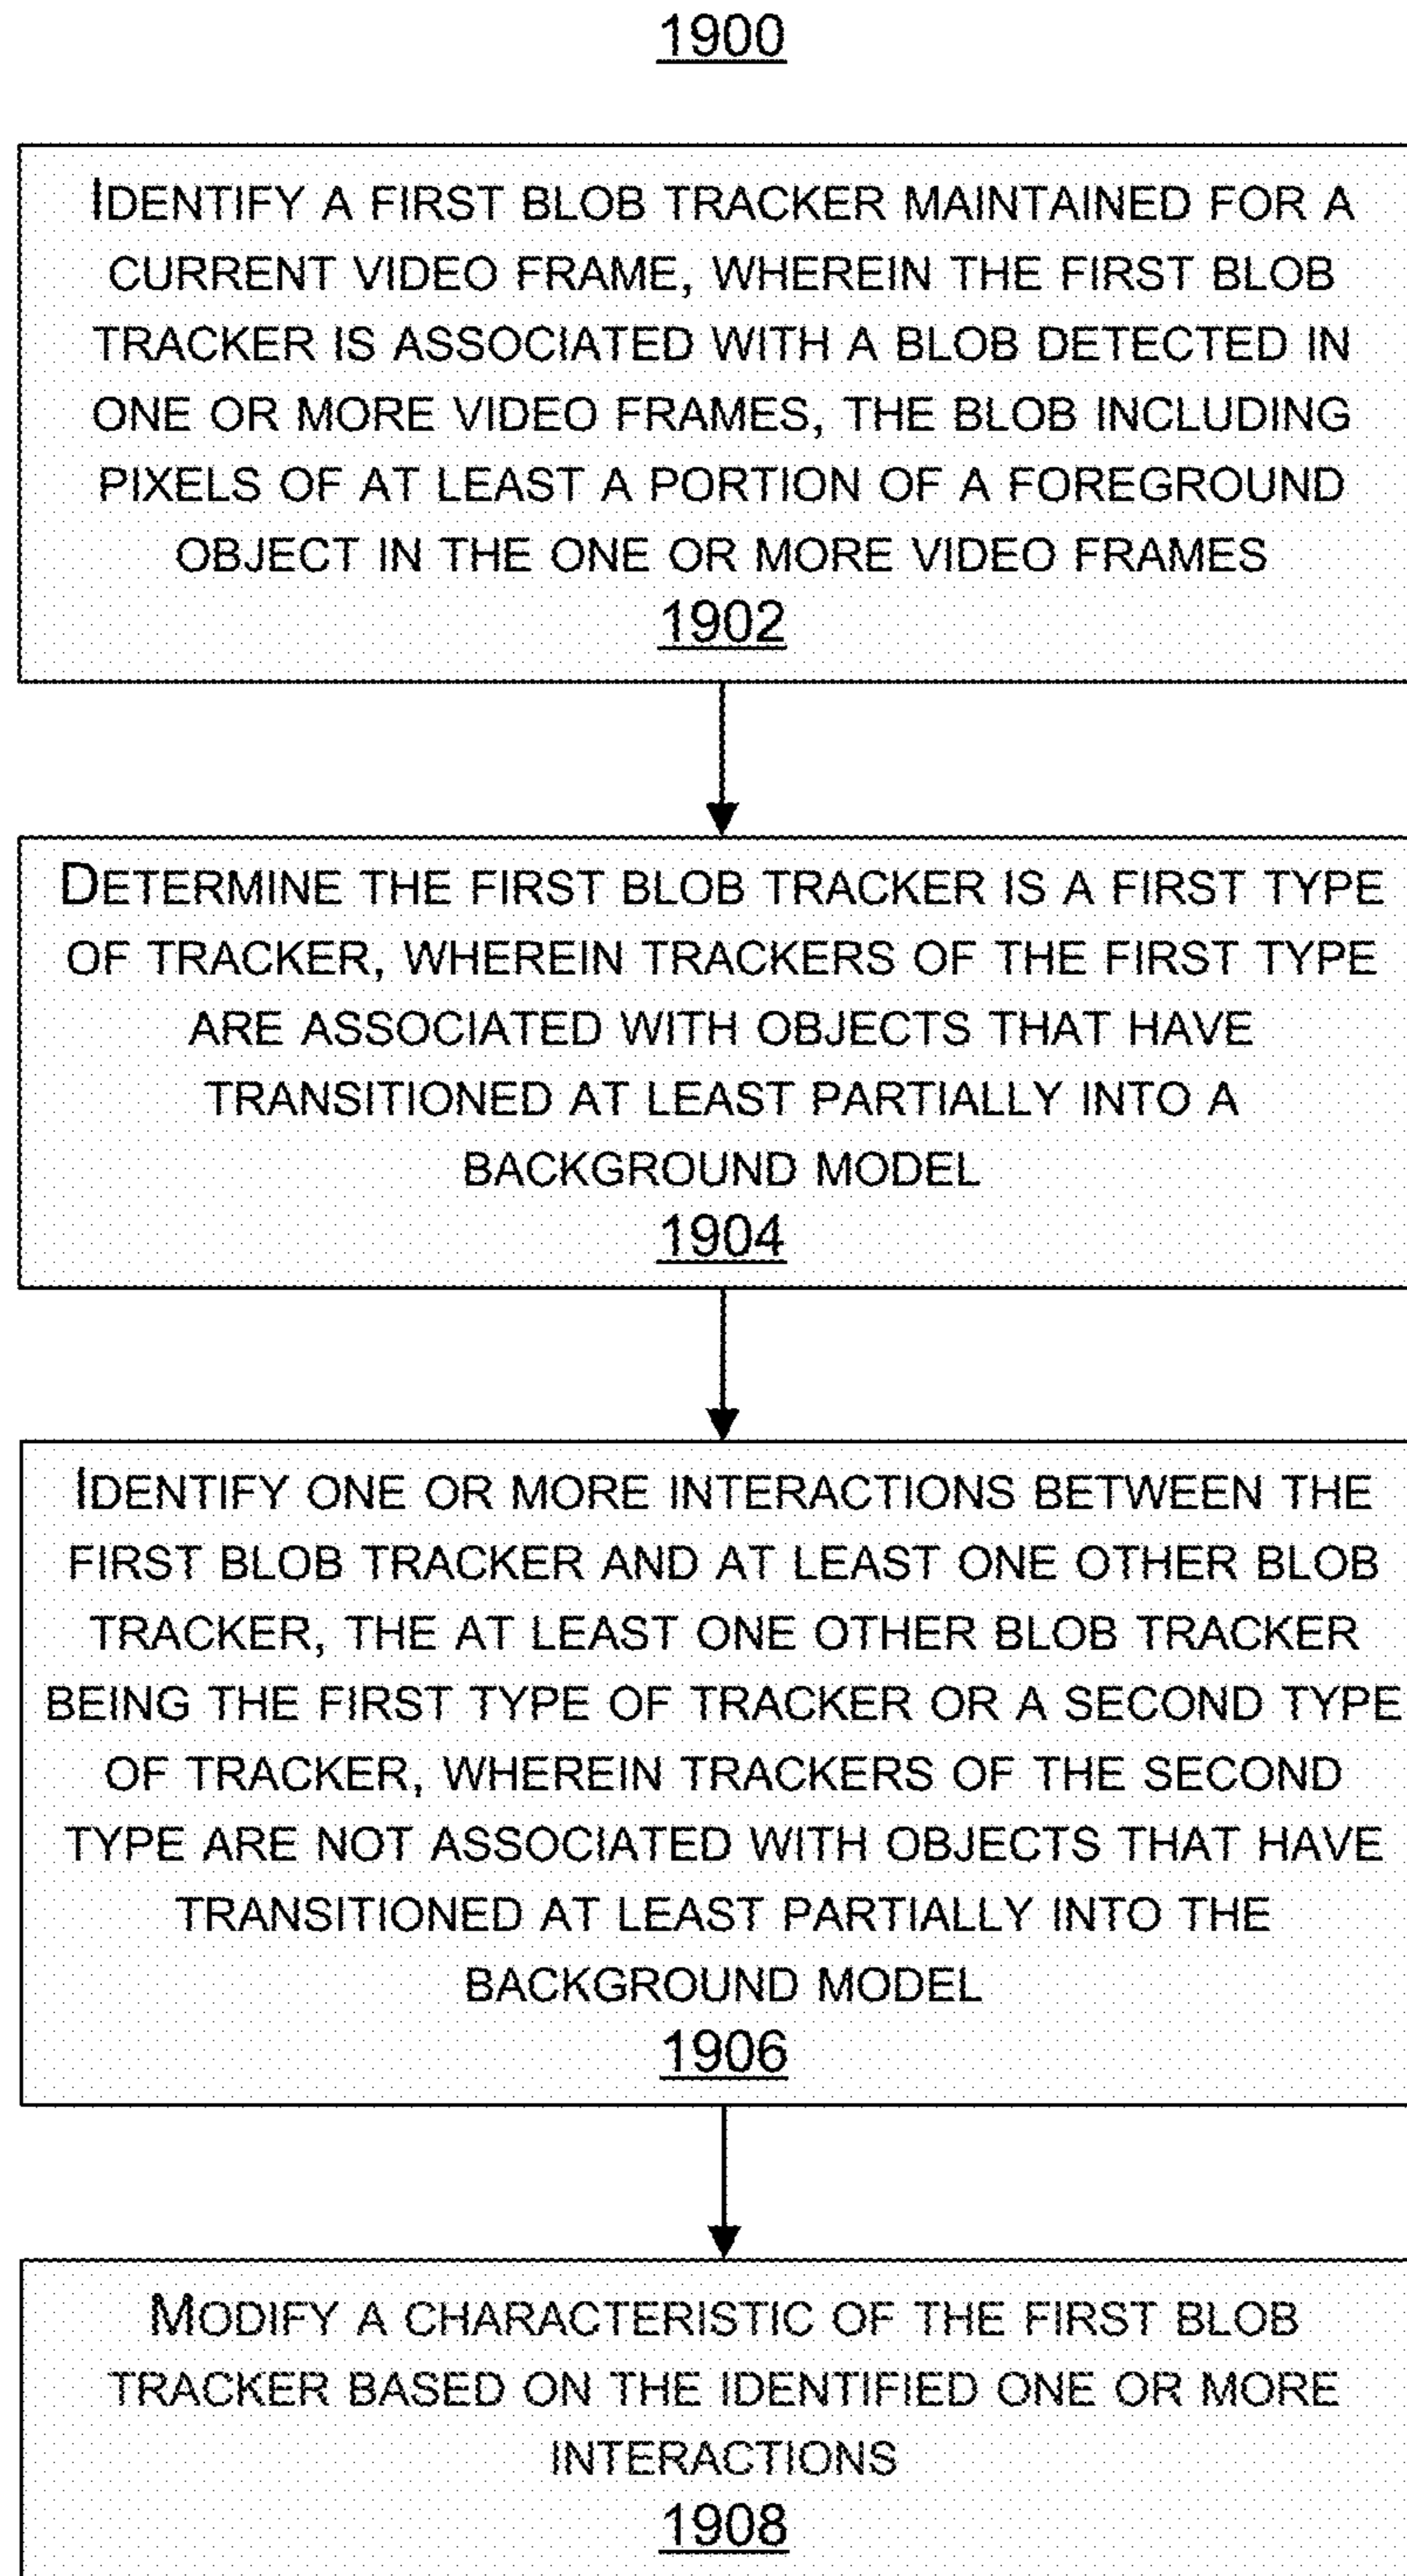 1900
IDENTIFY A FIRST BLOB TRACKER MAINTAINED FOR A
CURRENT VIDEO FRAME, WHEREIN THE FIRST BLOB
TRACKER IS ASSOCIATED WITH A BLOB DETECTED IN
ONE OR MORE VIDEO FRAMES, THE BLOB INCLUDING
PIXELS OF AT LEAST A PORTION OF A FOREGROUND
OBJECT IN THE ONE OR MORE VIDEO FRAMES
1902
DETERMINE THE FIRST BLOB TRACKER IS A FIRST TYPE
OF TRACKER, WHEREIN TRACKERS OF THE FIRST TYPE
ARE ASSOCIATED WITH OBJECTS THAT HAVE
TRANSITIONED AT LEAST PARTIALLY INTO A
BACKGROUND MODEL
1904
IDENTIFY ONE OR MORE INTERACTIONS BETWEEN THE
FIRST BLOB TRACKER AND AT LEAST ONE OTHER BLOB
TRACKER, THE AT LEAST ONE OTHER BLOB TRACKER
BEING THE FIRST TYPE OF TRACKER OR A SECOND TYPE
OF TRACKER, WHEREIN TRACKERS OF THE SECOND
TYPE ARE NOT ASSOCIATED WITH OBJECTS THAT HAVE
TRANSITIONED AT LEAST PARTIALLY INTO THE
BACKGROUND MODEL
1906
MODIFY A CHARACTERISTIC OF THE FIRST BLOB
TRACKER BASED ON THE IDENTIFIED ONE OR MORE
INTERACTIONS
1908